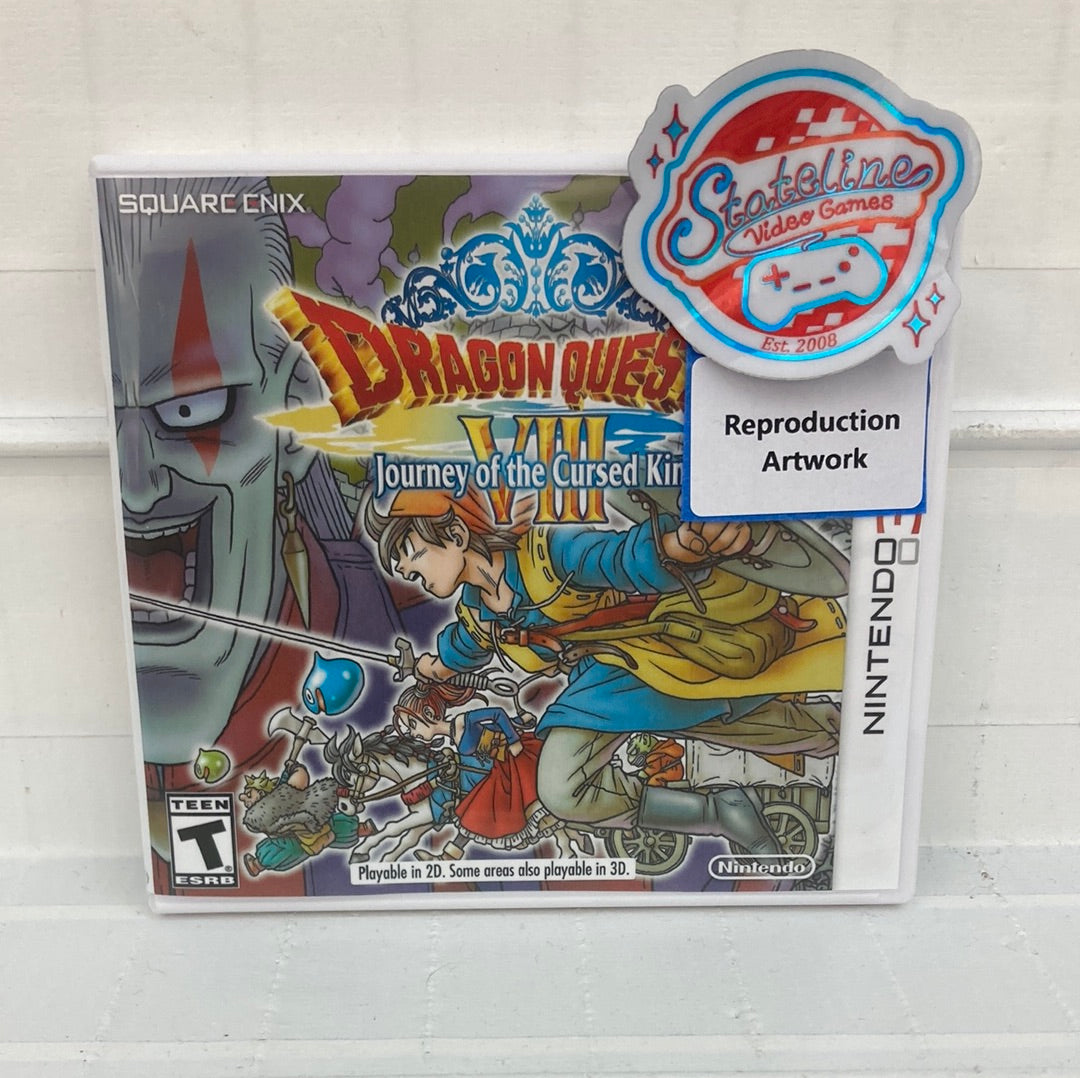 SQUARE ENIX
Stateline
Video Games
Est. 2008
DRAGON QUES
VIII
Journey of the Cursed Kin
Reproduction
Artwork
NINTENDO 3
TEEN
T
ESRB
Playable in 2D. Some areas also playable in 3D.
Nintendo